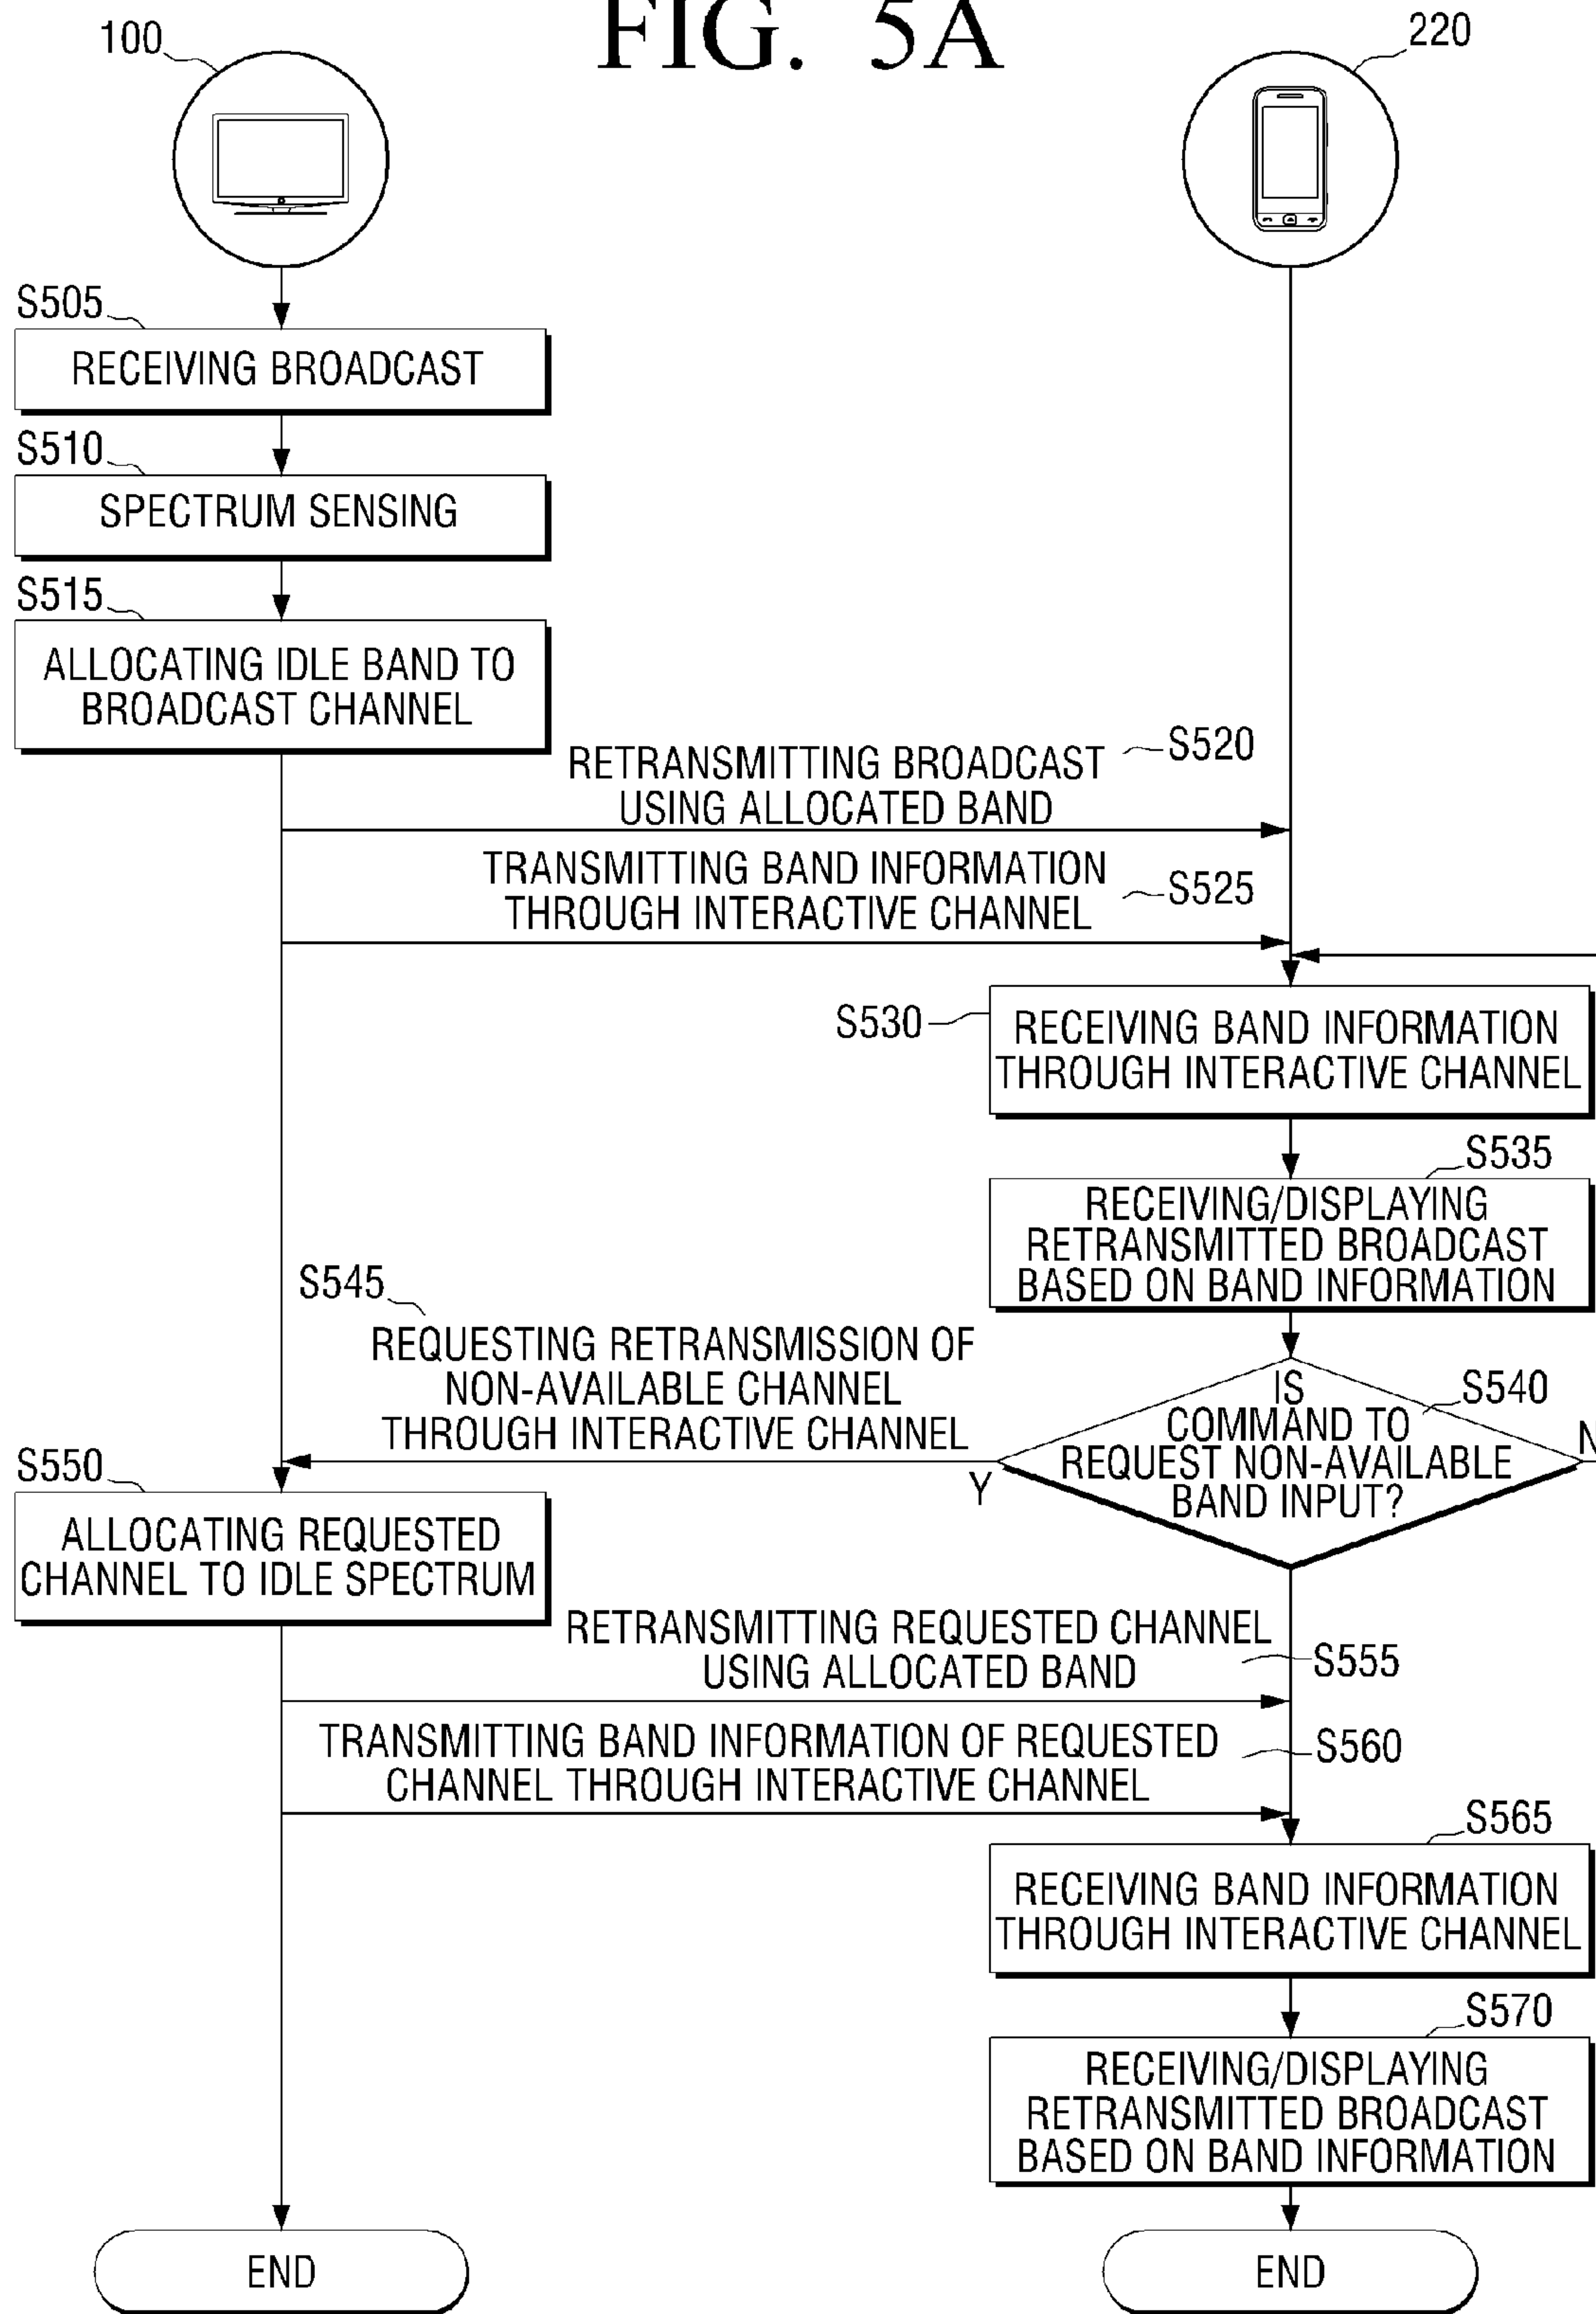 FIG. 5A
100
220
S505
RECEIVING BROADCAST
S510
SPECTRUM SENSING
S515
ALLOCATING IDLE BAND TO
BROADCAST CHANNEL
RETRANSMITTING BROADCAST
USING ALLOCATED BAND
S520
TRANSMITTING BAND INFORMATION
THROUGH INTERACTIVE CHANNEL
S525
S530
RECEIVING BAND INFORMATION
THROUGH INTERACTIVE CHANNEL
S535
RECEIVING/DISPLAYING
RETRANSMITTED BROADCAST
BASED ON BAND INFORMATION
S540
IS
COMMAND TO
REQUEST NON-AVAILABLE
BAND INPUT?
N
Y
S545
REQUESTING RETRANSMISSION OF
NON-AVAILABLE CHANNEL
THROUGH INTERACTIVE CHANNEL
S550
ALLOCATING REQUESTED
CHANNEL TO IDLE SPECTRUM
RETRANSMITTING REQUESTED CHANNEL
USING ALLOCATED BAND
S555
TRANSMITTING BAND INFORMATION OF REQUESTED
CHANNEL THROUGH INTERACTIVE CHANNEL
S560
S565
RECEIVING BAND INFORMATION
THROUGH INTERACTIVE CHANNEL
S570
RECEIVING/DISPLAYING
RETRANSMITTED BROADCAST
BASED ON BAND INFORMATION
END
END